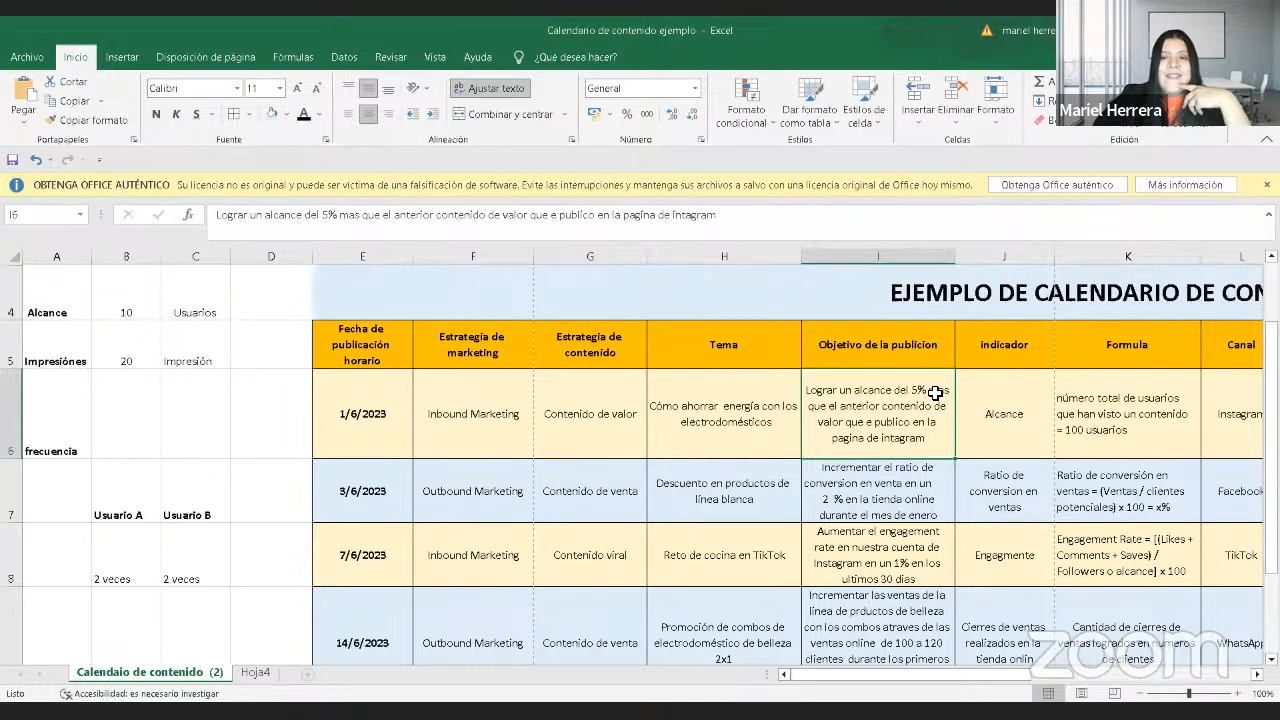 Calendario de contenido ejemplo - Excel
mariel herre
Archivo Inicio Insertar Disposición de página Fórmulas Datos Revisar Vista Ayuda ¿Qué desea hacer?
Mariel Herrera
Pegar
Cortar
Copiar
Copiar formato
Portapapeles
Calibri 11
N K S
Fuente
Ajustar texto
Combinar y centrar
Alineación
General
Número
Formato condicional
Dar formato como tabla
Estilos de celda
Estilos
Insertar Eliminar Formato
Celdas
Edición
OBTENGA OFFICE AUTÉNTICO Su licencia no es original y puede ser víctima de una falsificación de software. Evite las interrupciones y mantenga sus archivos a salvo con una licencia original de Office hoy mismo. Obtenga Office auténtico Más información
I6 fx Lograr un alcance del 5% mas que el anterior contenido de valor que e publico en la pagina de intagram
A B C D E F G H I J K L
4 Alcance 10 Usuarios
EJEMPLO DE CALENDARIO DE CON
5 Impresiónes 20 Impresión
Fecha de
publicación
horario
Estrategia de
marketing
Estrategia de
contenido
Tema
Objetivo de la publicion
indicador
Formula
Canal
6 frecuencia
1/6/2023
Inbound Marketing
Contenido de valor
Cómo ahorrar energía con los
electrodomésticos
Lograr un alcance del 5% mas
que el anterior contenido de
valor que e publico en la
pagina de intagram
Alcance
número total de usuarios
que han visto un contenido
= 100 usuarios
Instagram
7 Usuario A Usuario B
3/6/2023
Outbound Marketing
Contenido de venta
Descuento en productos de
línea blanca
Incrementar el ratio de
conversion en venta en un
2 % en la tienda online
durante el mes de enero
Ratio de
conversion en
ventas
Ratio de conversión en
ventas = (Ventas / clientes
potenciales) x 100 = x%
Facebook
8 2 veces 2 veces
7/6/2023
Inbound Marketing
Contenido viral
Reto de cocina en TikTok
Aumentar el engagement
rate en nuestra cuenta de
Instagram en un 1% en los
ultimos 30 dias
Engagmente
Engagement Rate = [(Likes +
Comments + Saves) /
Followers o alcance] x 100
TikTok
14/6/2023
Outbound Marketing
Contenido de venta
Promoción de combos de
electrodoméstico de belleza
2x1
Incrementar las ventas de la
linea de prductos de belleza
con los combos atraves de las
ventas online de 100 a 120
clientes durante los primeros
Cierres de ventas
realizados en la
tienda onlin
Cantidad de cierres de
ventas logrados en numero
de clientes
WhatsApp
zoom
Calendaio de contenido (2) Hoja4
Listo Accesibilidad: es necesario investigar 100%